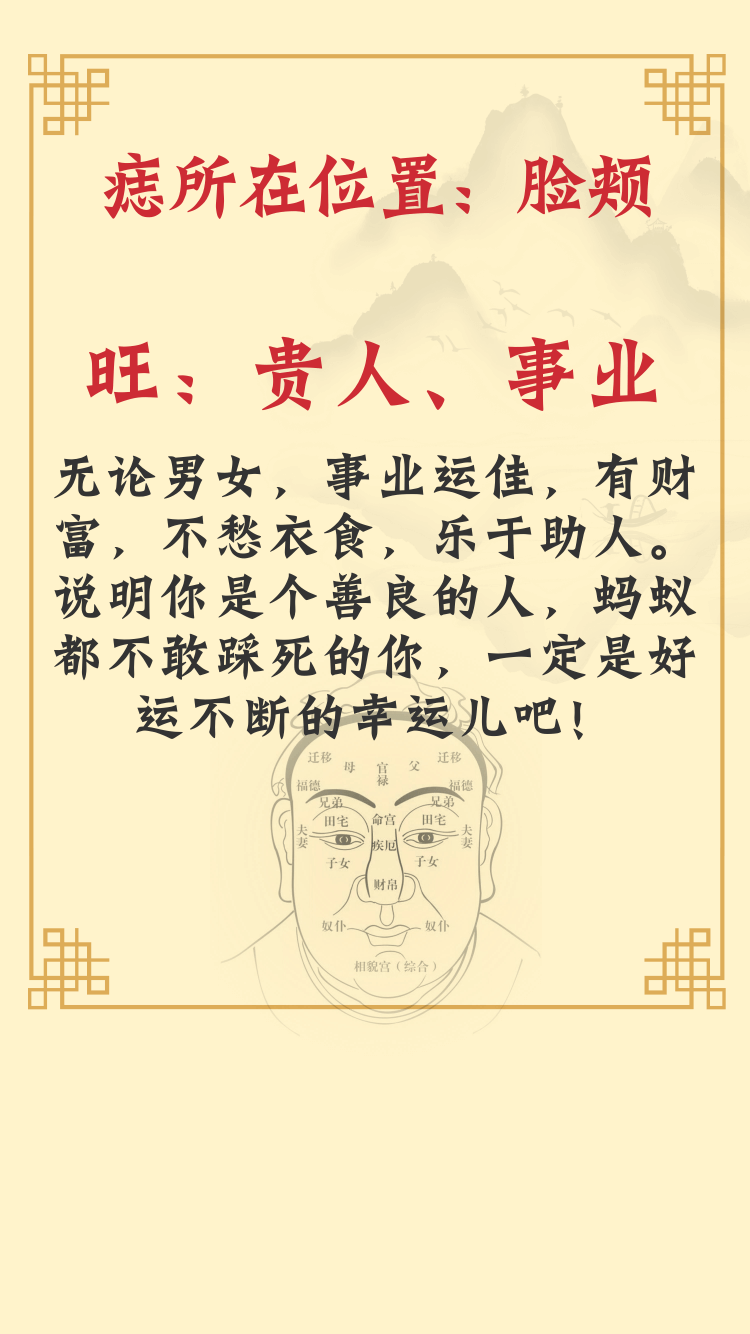 痣所在位置：脸颊
旺：贵人、事业
无论男女，事业运佳，有财
富，不愁衣食，乐于助人。
说明你是个善良的人，蚂蚁
都不敢踩死的你，一定是好
运不断的幸运儿吧！
迁移 母 官禄 父 迁移
福德 福德
兄弟 兄弟
田宅 命宫 田宅
夫妻 疾厄 夫妻
子女 子女
财帛
奴仆 奴仆
相貌宫（综合）